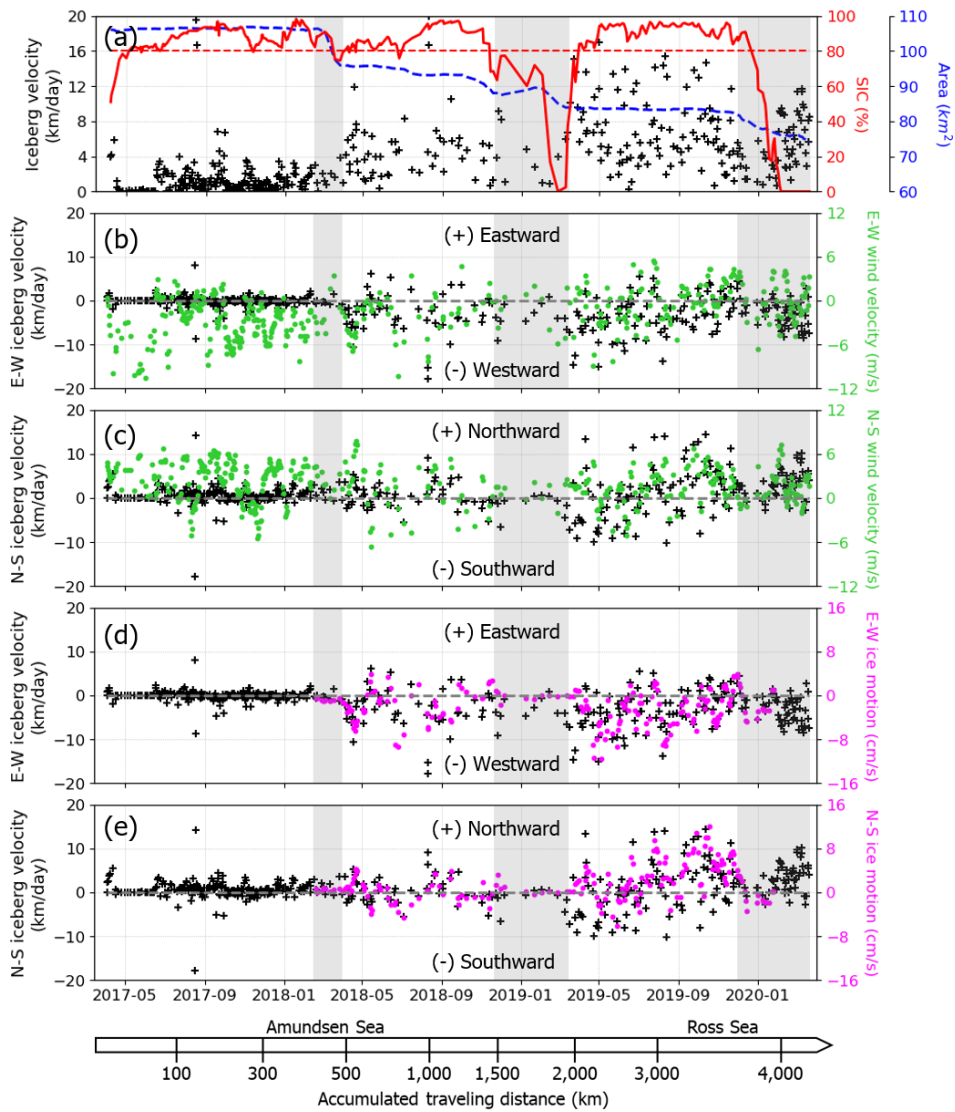 (a)
Iceberg velocity
(km/day)
20
16
12
8
4
0
100
80
60
40
20
0
SIC (%)
110
100
90
80
70
60
Area (km²)
(b)
(+) Eastward
(-) Westward
E-W iceberg velocity
(km/day)
20
10
0
−10
−20
12
6
0
−6
−12
E-W wind velocity (m/s)
(c)
(+) Northward
(-) Southward
N-S iceberg velocity
(km/day)
20
10
0
−10
−20
12
6
0
−6
−12
N-S wind velocity (m/s)
(d)
(+) Eastward
(-) Westward
E-W iceberg velocity
(km/day)
20
10
0
−10
−20
16
8
0
−8
−16
E-W ice motion (cm/s)
(e)
(+) Northward
(-) Southward
N-S iceberg velocity
(km/day)
20
10
0
−10
−20
16
8
0
−8
−16
N-S ice motion (cm/s)
2017-05 2017-09 2018-01 2018-05 2018-09 2019-01 2019-05 2019-09 2020-01
Amundsen Sea Ross Sea
100 300 500 1,000 1,500 2,000 3,000 4,000
Accumulated traveling distance (km)